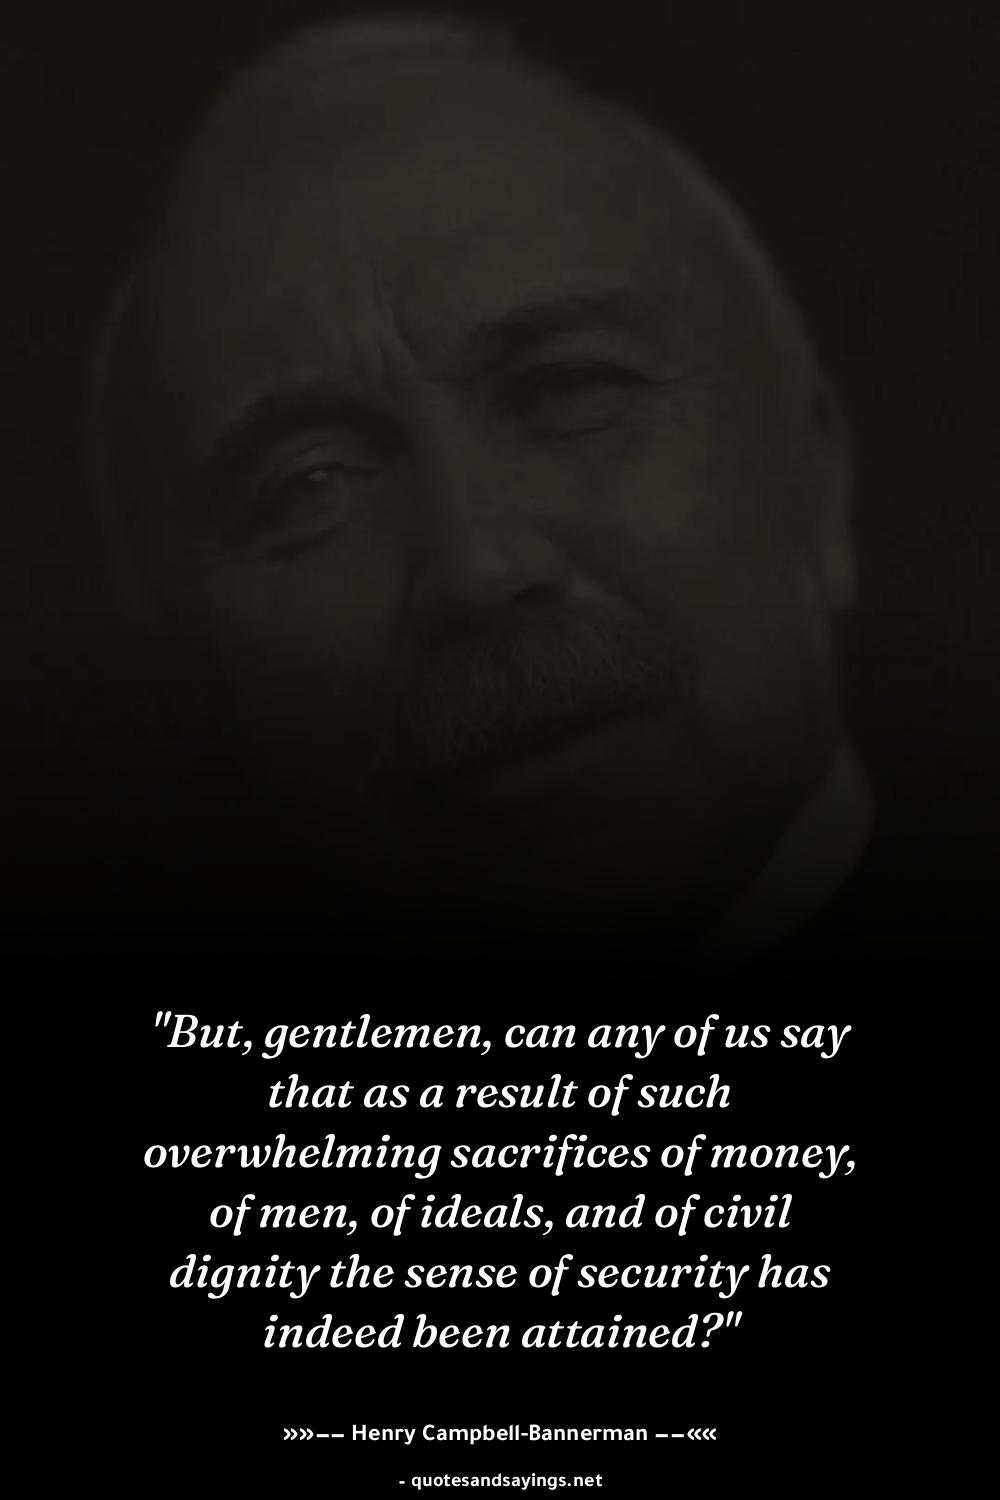 "But, gentlemen, can any of us say
that as a result of such
overwhelming sacrifices of money,
of men, of ideals, and of civil
dignity the sense of security has
indeed been attained?"
»»–– Henry Campbell-Bannerman ––««
- quotesandsayings.net